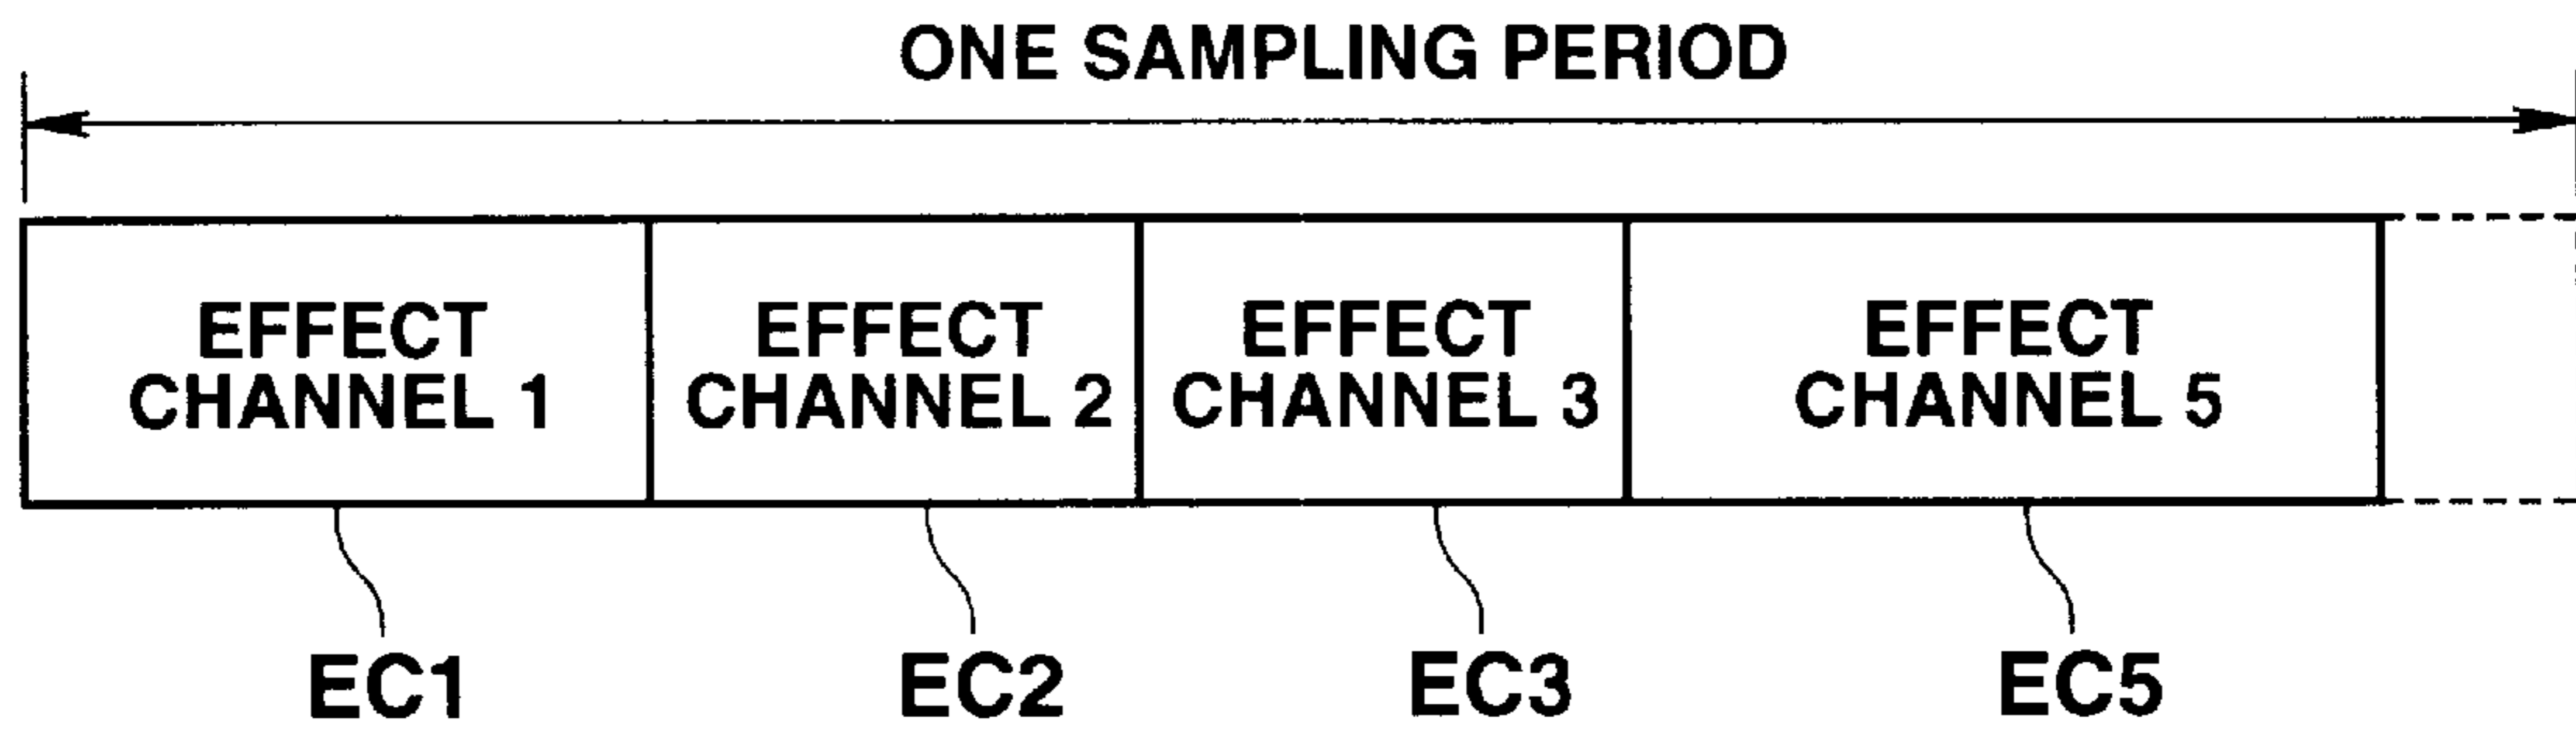 ONE SAMPLING PERIOD
EFFECT
CHANNEL 1
EFFECT
CHANNEL 2
EFFECT
CHANNEL 3
EFFECT
CHANNEL 5
EC1
EC2
EC3
EC5